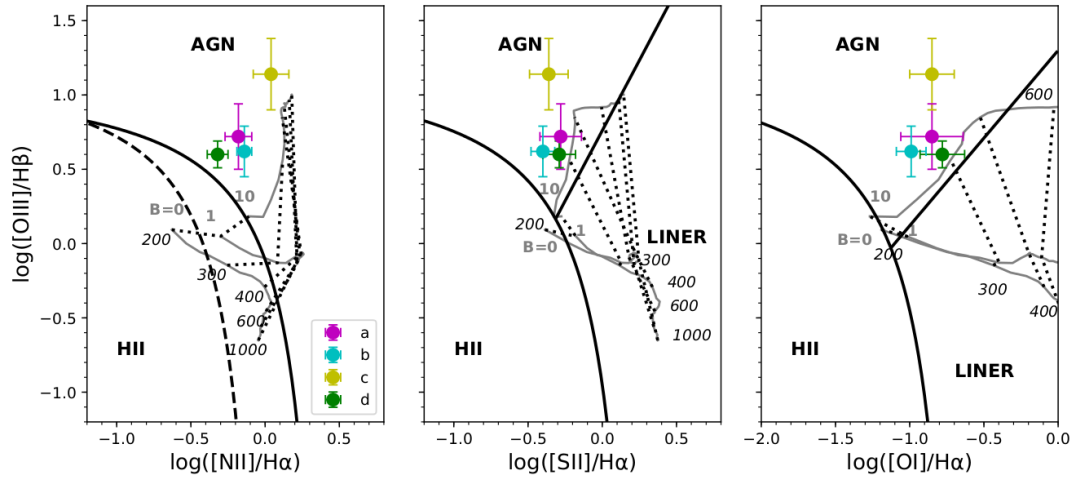 AGN
HII
B=0
1
10
200
300
400
600
1000
a
b
c
d
1.5
1.0
0.5
0.0
−0.5
−1.0
log([OIII]/Hβ)
−1.0
−0.5
0.0
0.5
log([NII]/Hα)
AGN
HII
LINER
10
1
B=0
200
300
400
600
1000
−1.0
−0.5
0.0
0.5
log([SII]/Hα)
AGN
HII
LINER
10
B=0
1
200
300
400
600
−2.0
−1.5
−1.0
−0.5
0.0
log([OI]/Hα)